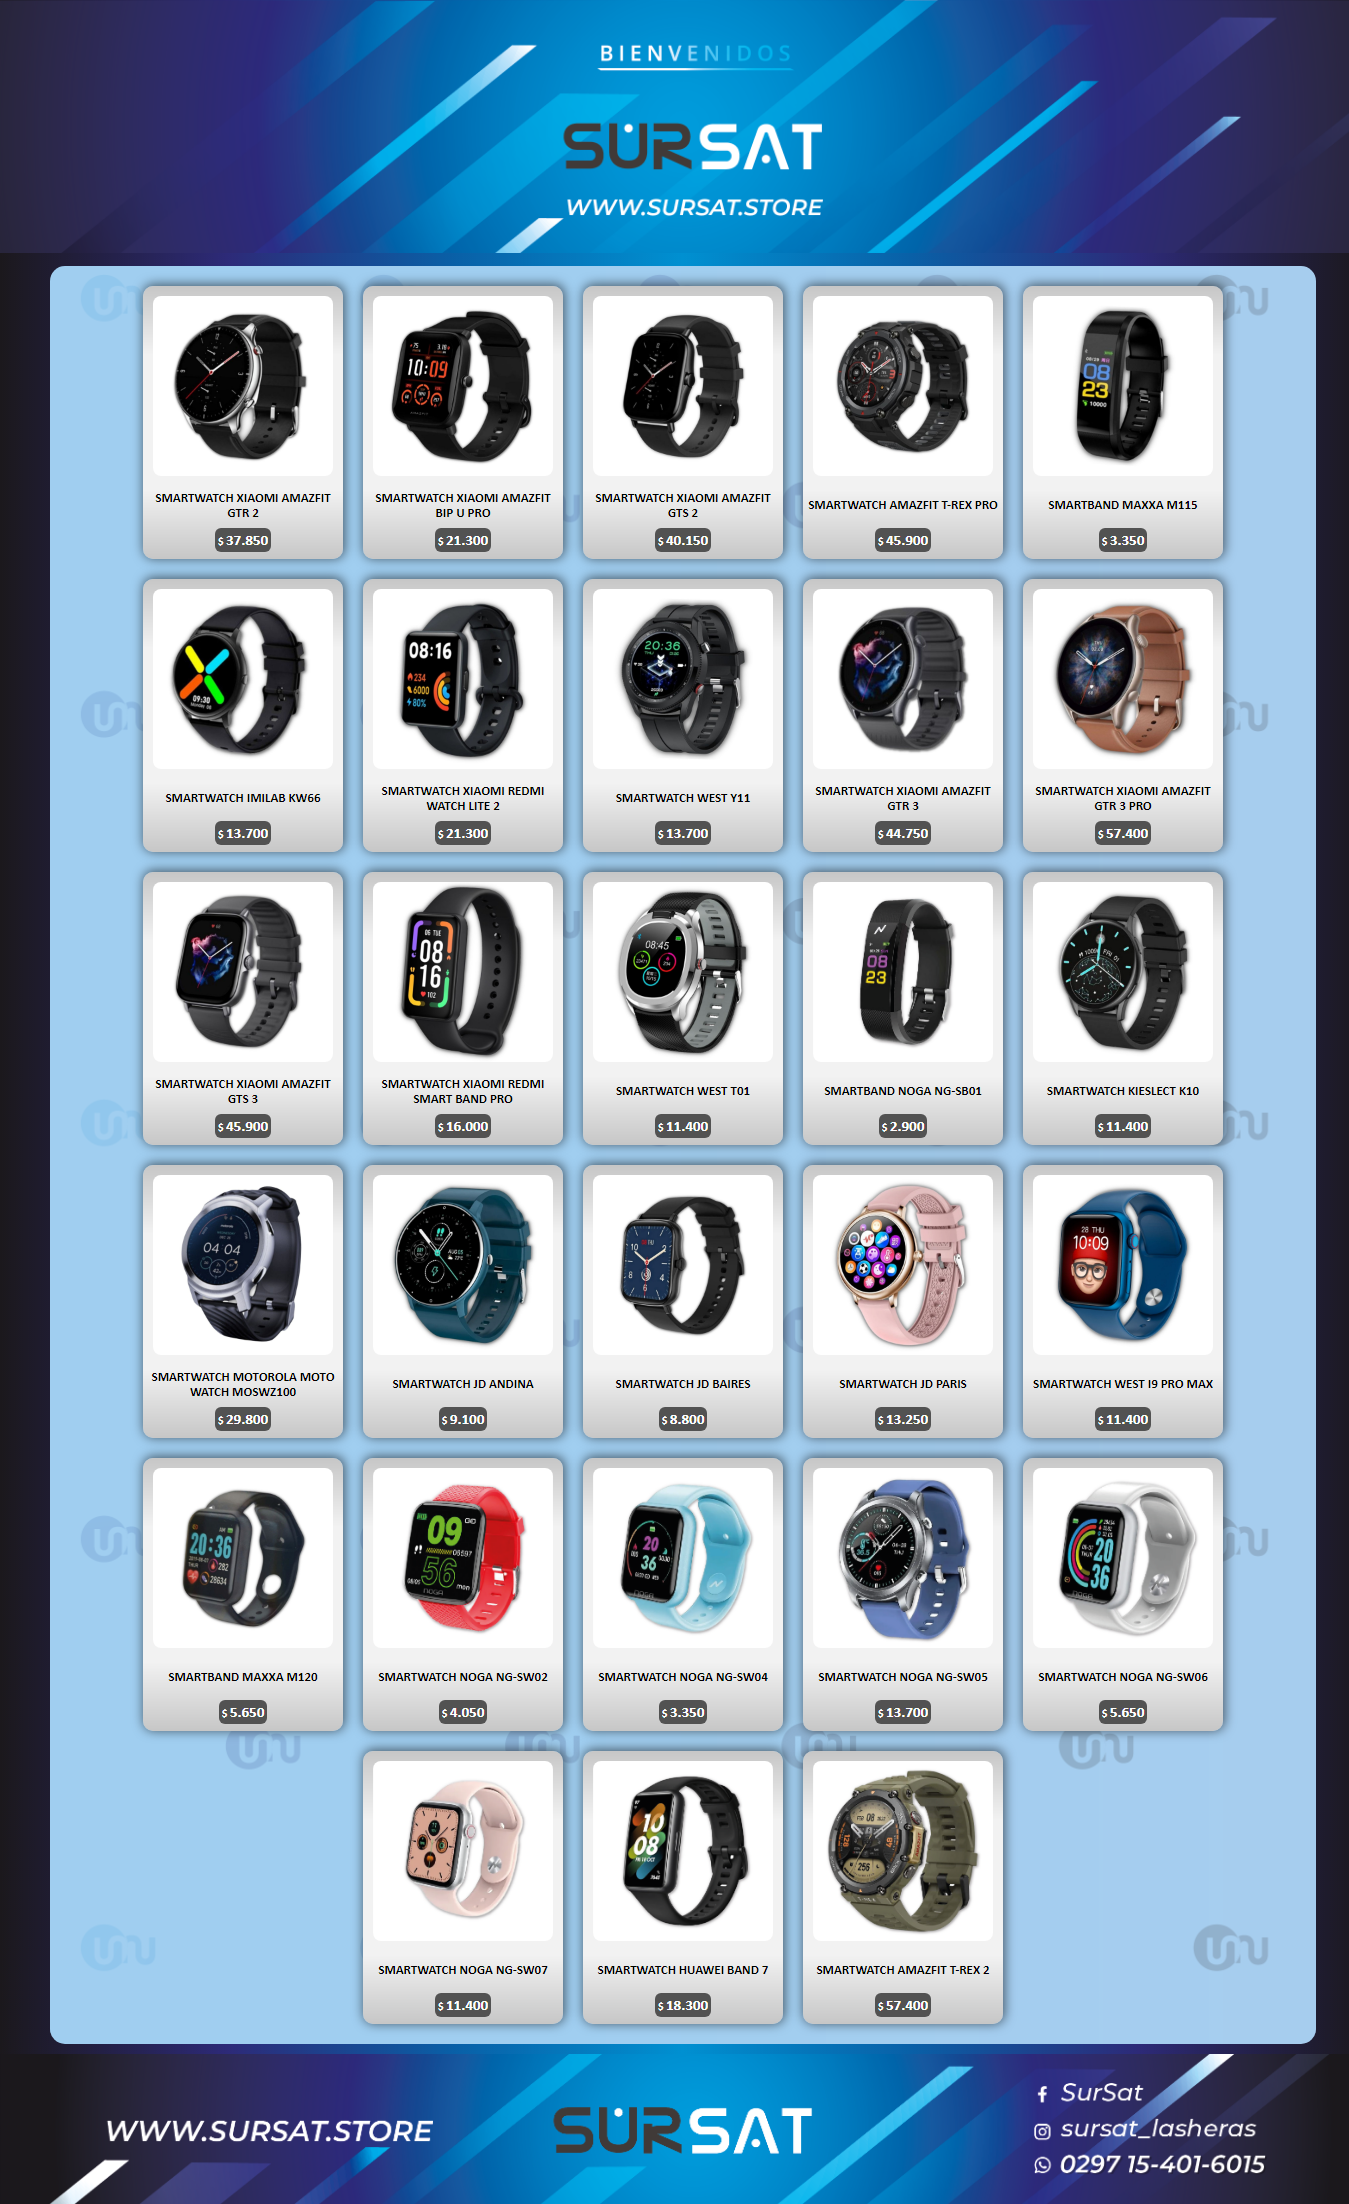 BIENVENIDOS
SURSAT
WWW.SURSAT.STORE
SMARTWATCH XIAOMI AMAZFIT
GTR 2
$ 37.850
SMARTWATCH XIAOMI AMAZFIT
BIP U PRO
$ 21.300
SMARTWATCH XIAOMI AMAZFIT
GTS 2
$ 40.150
SMARTWATCH AMAZFIT T-REX PRO
$ 45.900
SMARTBAND MAXXA M115
$ 3.350
SMARTWATCH IMILAB KW66
$ 13.700
SMARTWATCH XIAOMI REDMI
WATCH LITE 2
$ 21.300
SMARTWATCH WEST Y11
$ 13.700
SMARTWATCH XIAOMI AMAZFIT
GTR 3
$ 44.750
SMARTWATCH XIAOMI AMAZFIT
GTR 3 PRO
$ 57.400
SMARTWATCH XIAOMI AMAZFIT
GTS 3
$ 45.900
SMARTWATCH XIAOMI REDMI
SMART BAND PRO
$ 16.000
SMARTWATCH WEST T01
$ 11.400
SMARTBAND NOGA NG-SB01
$ 2.900
SMARTWATCH KIESLECT K10
$ 11.400
SMARTWATCH MOTOROLA MOTO
WATCH MOSWZ100
$ 29.800
SMARTWATCH JD ANDINA
$ 9.100
SMARTWATCH JD BAIRES
$ 8.800
SMARTWATCH JD PARIS
$ 13.250
SMARTWATCH WEST I9 PRO MAX
$ 11.400
SMARTBAND MAXXA M120
$ 5.650
SMARTWATCH NOGA NG-SW02
$ 4.050
SMARTWATCH NOGA NG-SW04
$ 3.350
SMARTWATCH NOGA NG-SW05
$ 13.700
SMARTWATCH NOGA NG-SW06
$ 5.650
SMARTWATCH NOGA NG-SW07
$ 11.400
SMARTWATCH HUAWEI BAND 7
$ 18.300
SMARTWATCH AMAZFIT T-REX 2
$ 57.400
WWW.SURSAT.STORE
SURSAT
SurSat
sursat_lasheras
0297 15-401-6015